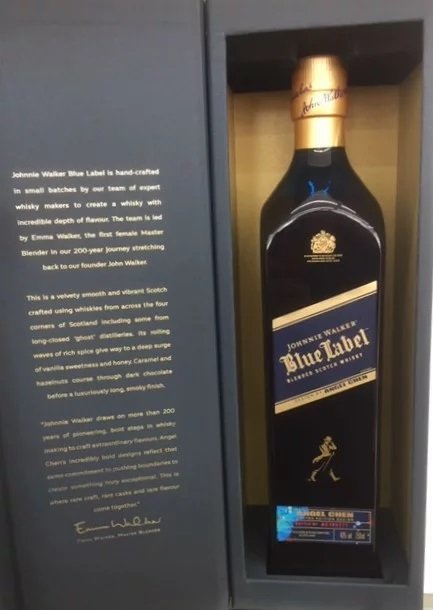 Johnnie Walker Blue Label is hand-crafted
in small batches by our team of expert
whisky makers to create a whisky with
incredible depth of flavour. The team is led
by Emma Walker, the first female Master
Blender in our 200-year journey stretching
back to our founder John Walker.
This is a velvety smooth and vibrant Scotch
crafted using whiskies from across the four
corners of Scotland including some from
long-closed 'ghost' distilleries. Its rolling
waves of rich spice give way to a deep surge
of vanilla sweetness and honey. Caramel and
hazelnuts course through dark chocolate
before a luxuriously long, smoky finish.
"Johnnie Walker draws on more than 200
years of pioneering, bold steps in whisky
making to craft extraordinary flavours. Angel
Chen's incredibly bold designs reflect that
same commitment to pushing boundaries to
create something truly exceptional. This is
where rare craft, rare casks and rare flavour
come together."
Emma Walker
Emma Walker, Master Blender
John Walker
JOHNNIE WALKER
Blue Label
BLENDED SCOTCH WHISKY
ANGEL CHEN
ANGEL CHEN
LIMITED EDITION DESIGN